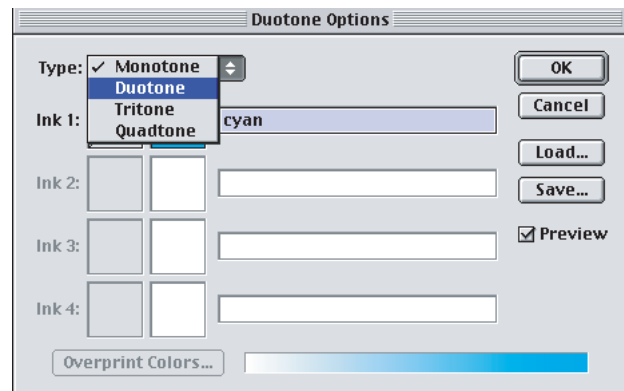 Duotone Options
Type: ✓ Monotone
Duotone
Tritone
Quadtone
OK
Cancel
Ink 1: cyan
Load...
Ink 2:
Save...
Preview
Ink 3:
Ink 4:
Overprint Colors...